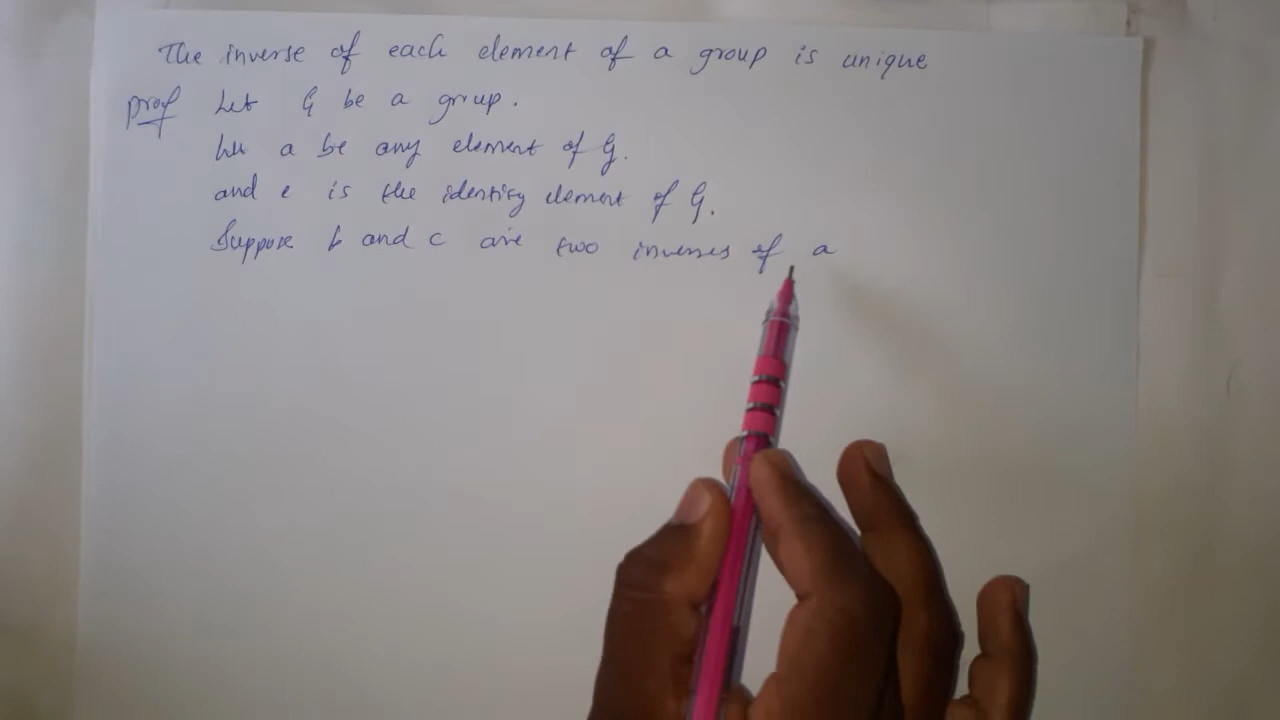 The inverse of each element of a group is unique
proof Let G be a group.
Let a be any element of G.
and e is the identity element of G.
Suppose b and c are two inverses of a